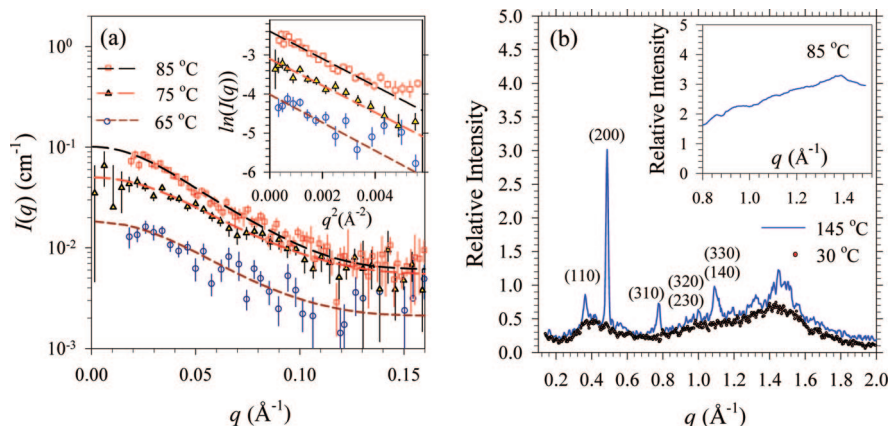 (a)
85 °C
75 °C
65 °C
10⁰
10⁻¹
10⁻²
10⁻³
I(q) (cm⁻¹)
0.00 0.05 0.10 0.15
q (Å⁻¹)
-2
-3
-4
-5
-6
ln(I(q))
0.000 0.004
q² (Å⁻²)
(b)
5.0
4.5
4.0
3.5
3.0
2.5
2.0
1.5
1.0
0.5
0.0
Relative Intensity
(110)
(200)
(310)
(320)
(230)
(330)
(140)
145 °C
30 °C
0.4 0.6 0.8 1.0 1.2 1.4 1.6 1.8 2.0
q (Å⁻¹)
85 °C
5
4
3
2
1
0
Relative Intensity
0.8 1.0 1.2 1.4
q (Å⁻¹)